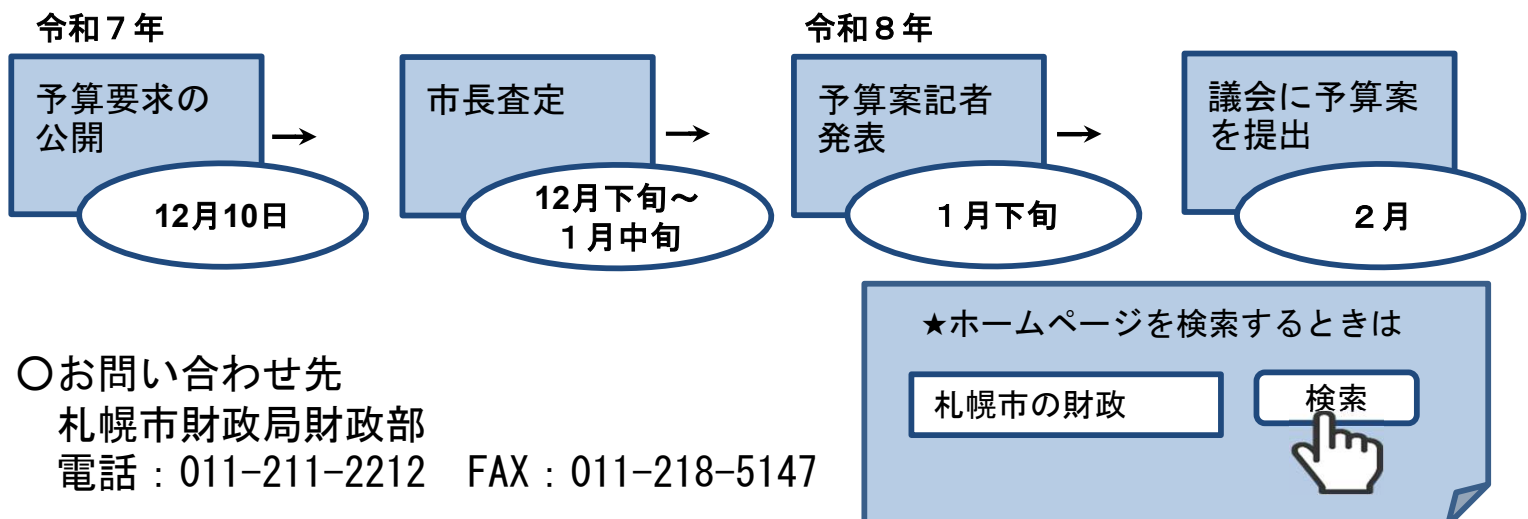 令和７年
予算要求の
公開
→
12月10日
市長査定
→
12月下旬～
１月中旬
令和８年
予算案記者
発表
→
１月下旬
議会に予算案
を提出
２月
★ホームページを検索するときは
札幌市の財政
検索
○お問い合わせ先
札幌市財政局財政部
電話：011-211-2212　FAX：011-218-5147